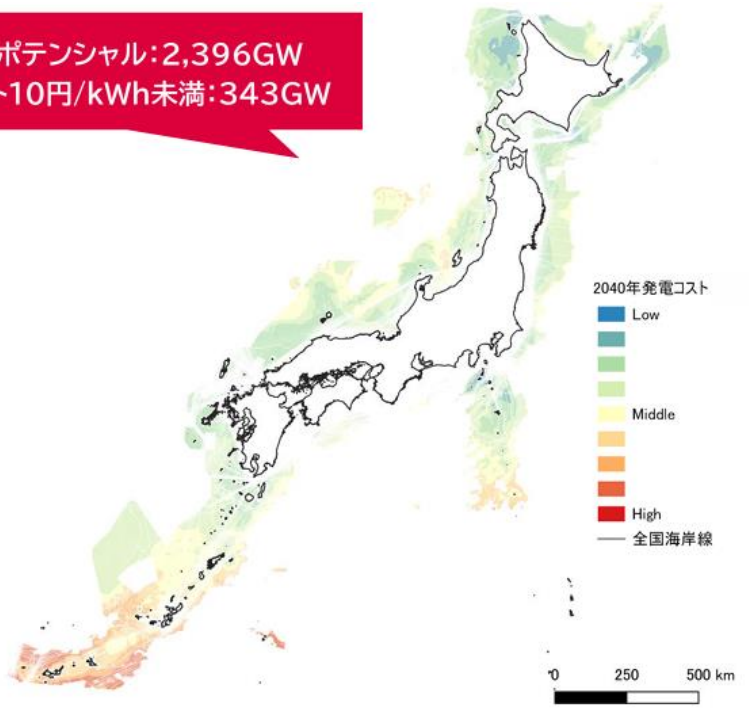 ポテンシャル：2,396GW
ト10円/kWh未満：343GW
2040年発電コスト
Low
Middle
High
全国海岸線
0 250 500 km